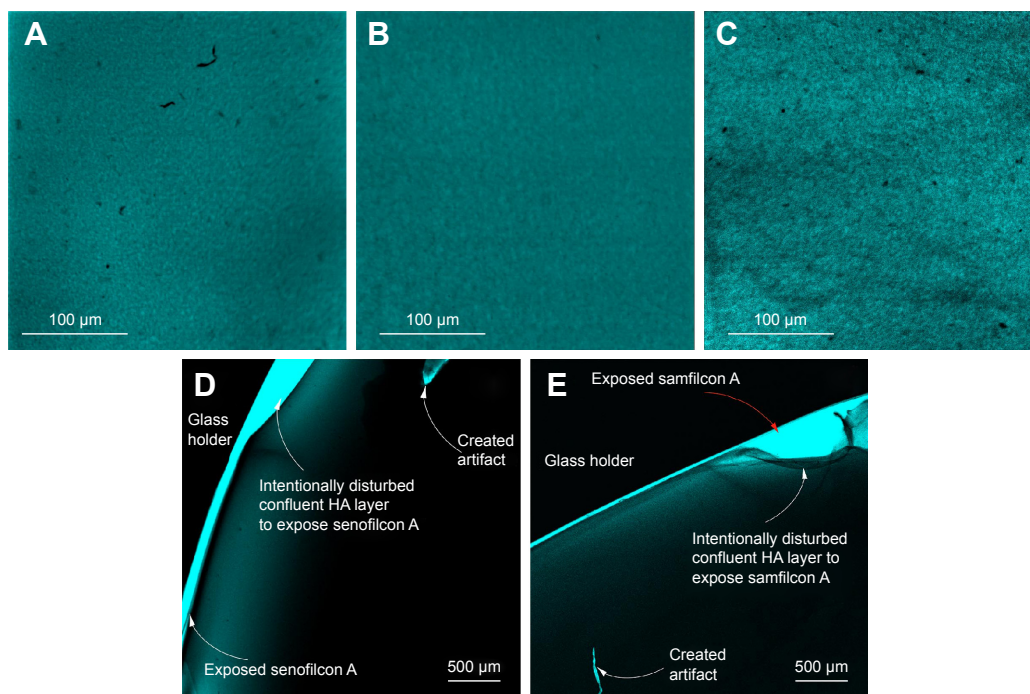 A
B
C
100 µm
100 µm
100 µm
D
Glass
holder
Created
artifact
Intentionally disturbed
confluent HA layer
to expose senofilcon A
Exposed senofilcon A
500 µm
E
Exposed samfilcon A
Glass holder
Intentionally disturbed
confluent HA layer to
expose samfilcon A
Created
artifact
500 µm